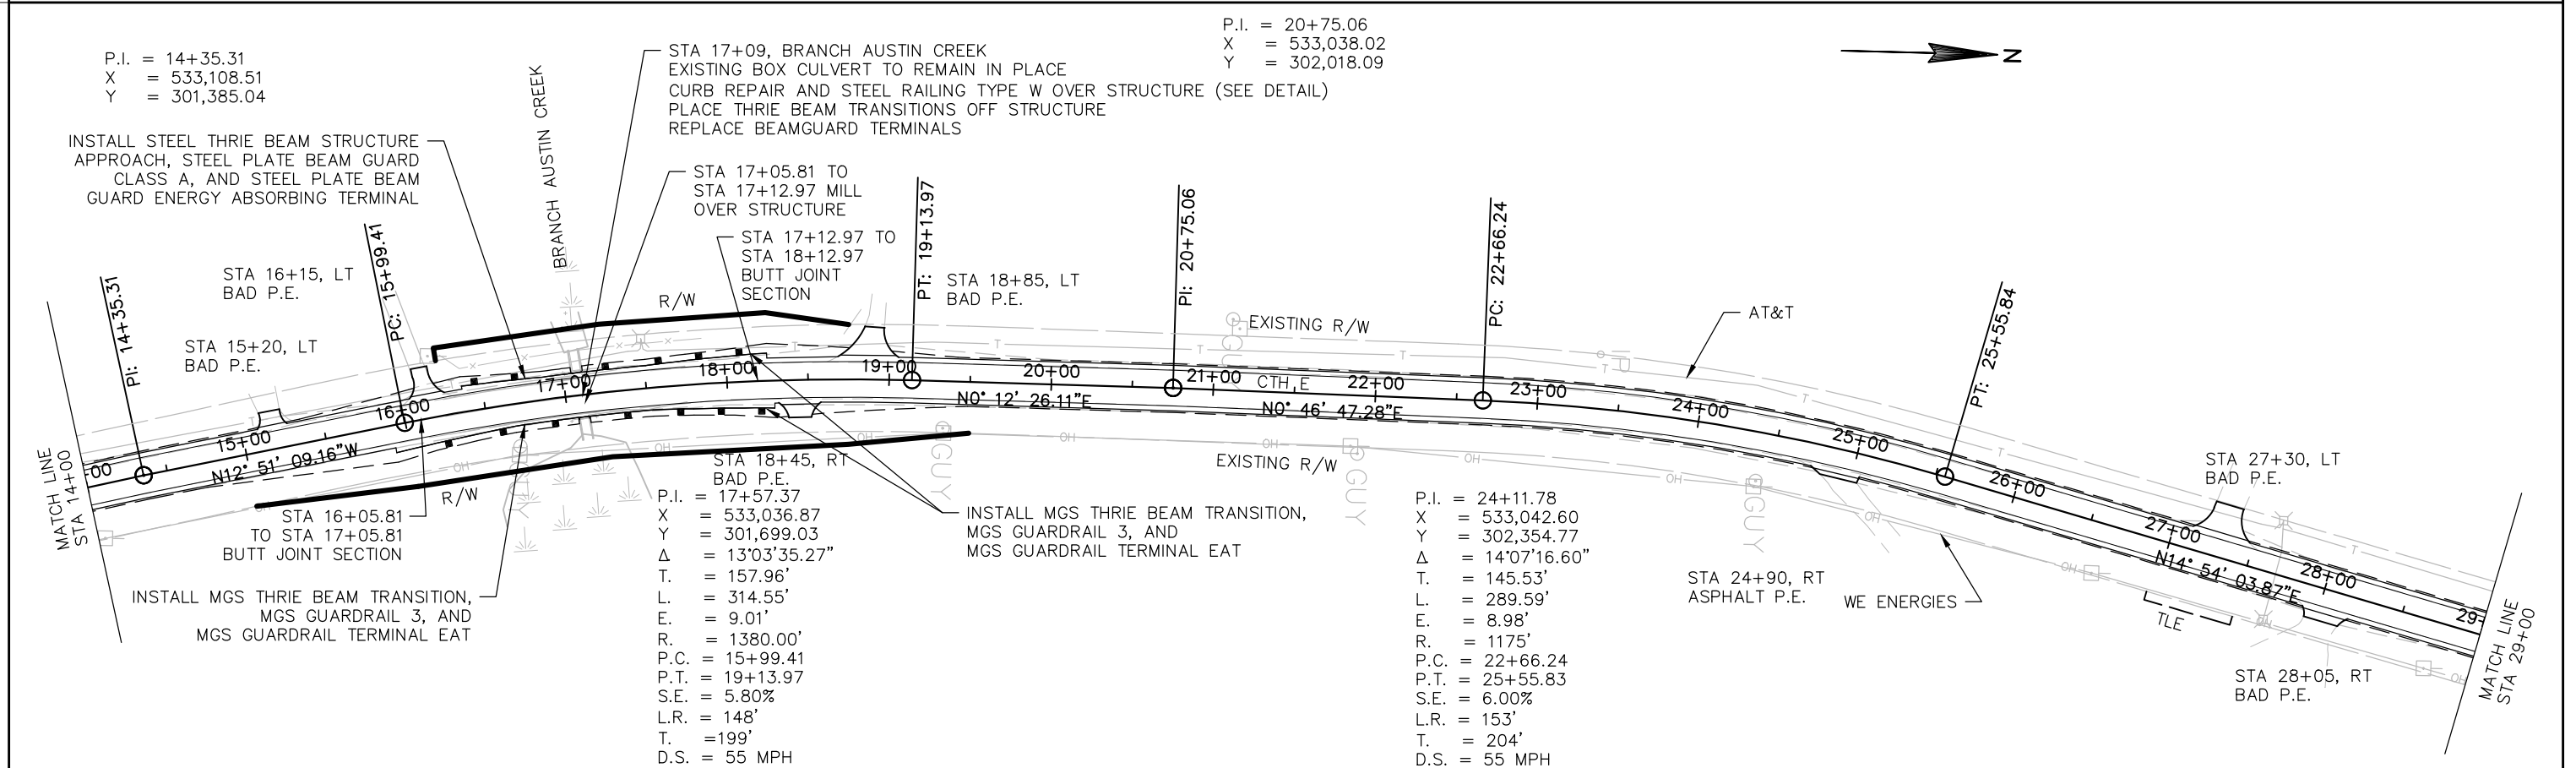 P.I. = 14+35.31
X = 533,108.51
Y = 301,385.04
P.I. = 20+75.06
X = 533,038.02
Y = 302,018.09
N
STA 17+09, BRANCH AUSTIN CREEK
EXISTING BOX CULVERT TO REMAIN IN PLACE
CURB REPAIR AND STEEL RAILING TYPE W OVER STRUCTURE (SEE DETAIL)
PLACE THRIE BEAM TRANSITIONS OFF STRUCTURE
REPLACE BEAMGUARD TERMINALS
BRANCH AUSTIN CREEK
INSTALL STEEL THRIE BEAM STRUCTURE
APPROACH, STEEL PLATE BEAM GUARD
CLASS A, AND STEEL PLATE BEAM
GUARD ENERGY ABSORBING TERMINAL
STA 17+05.81 TO
STA 17+12.97 MILL
OVER STRUCTURE
STA 17+12.97 TO
STA 18+12.97
BUTT JOINT
SECTION
PI: 14+35.31
PC: 15+99.41
PT: 19+13.97
PI: 20+75.06
PC: 22+66.24
PT: 25+55.84
STA 16+15, LT
BAD P.E.
STA 15+20, LT
BAD P.E.
STA 18+85, LT
BAD P.E.
R/W
EXISTING R/W
AT&T
GUY
MATCH LINE
STA 14+00
00
15+00
16+00
17+00
18+00
19+00
20+00
21+00
22+00
23+00
24+00
25+00
26+00
27+00
28+00
29
CTH E
N12° 51' 09.16"W
N0° 12' 26.11"E
N0° 46' 47.28"E
N14° 54' 03.87"E
T
T
T
T
T
T
T
T
T
T
OH
OH
OH
OH
OH
OH
OH
OH
OH
OH
R/W
EXISTING R/W
GUY
GUY
GUY
GUY
STA 27+30, LT
BAD P.E.
STA 16+05.81
TO STA 17+05.81
BUTT JOINT SECTION
INSTALL MGS THRIE BEAM TRANSITION,
MGS GUARDRAIL 3, AND
MGS GUARDRAIL TERMINAL EAT
STA 18+45, RT
BAD P.E.
P.I. = 17+57.37
X = 533,036.87
Y = 301,699.03
Δ = 13°03'35.27"
T. = 157.96'
L. = 314.55'
E. = 9.01'
R. = 1380.00'
P.C. = 15+99.41
P.T. = 19+13.97
S.E. = 5.80%
L.R. = 148'
T. =199'
D.S. = 55 MPH
INSTALL MGS THRIE BEAM TRANSITION,
MGS GUARDRAIL 3, AND
MGS GUARDRAIL TERMINAL EAT
P.I. = 24+11.78
X = 533,042.60
Y = 302,354.77
Δ = 14°07'16.60"
T. = 145.53'
L. = 289.59'
E. = 8.98'
R. = 1175'
P.C. = 22+66.24
P.T. = 25+55.83
S.E. = 6.00%
L.R. = 153'
T. = 204'
D.S. = 55 MPH
STA 24+90, RT
ASPHALT P.E.
WE ENERGIES
TLE
STA 28+05, RT
BAD P.E.
MATCH LINE
STA 29+00